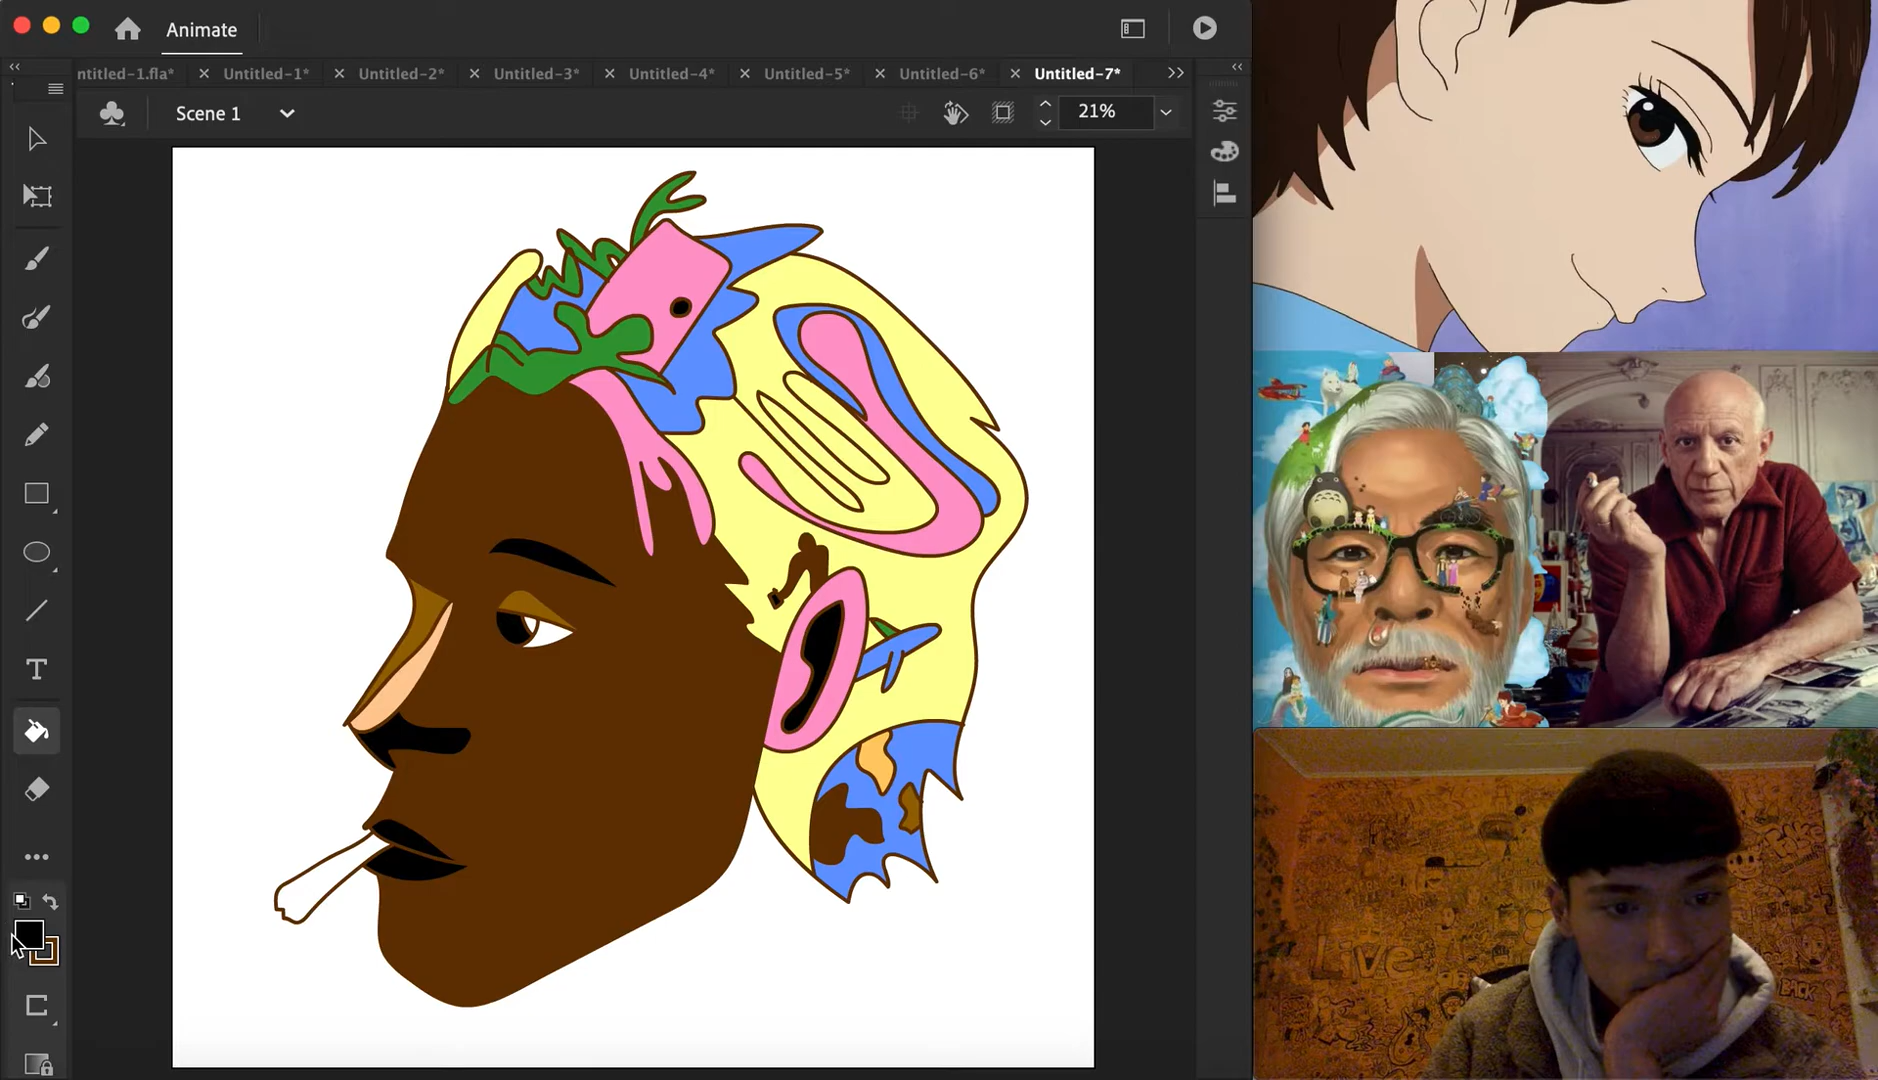 Animate
ntitled-1.fla*
Untitled-1*
Untitled-2*
Untitled-3*
Untitled-4*
Untitled-5*
Untitled-6*
Untitled-7*
Scene 1
21%
T
Live
BACK